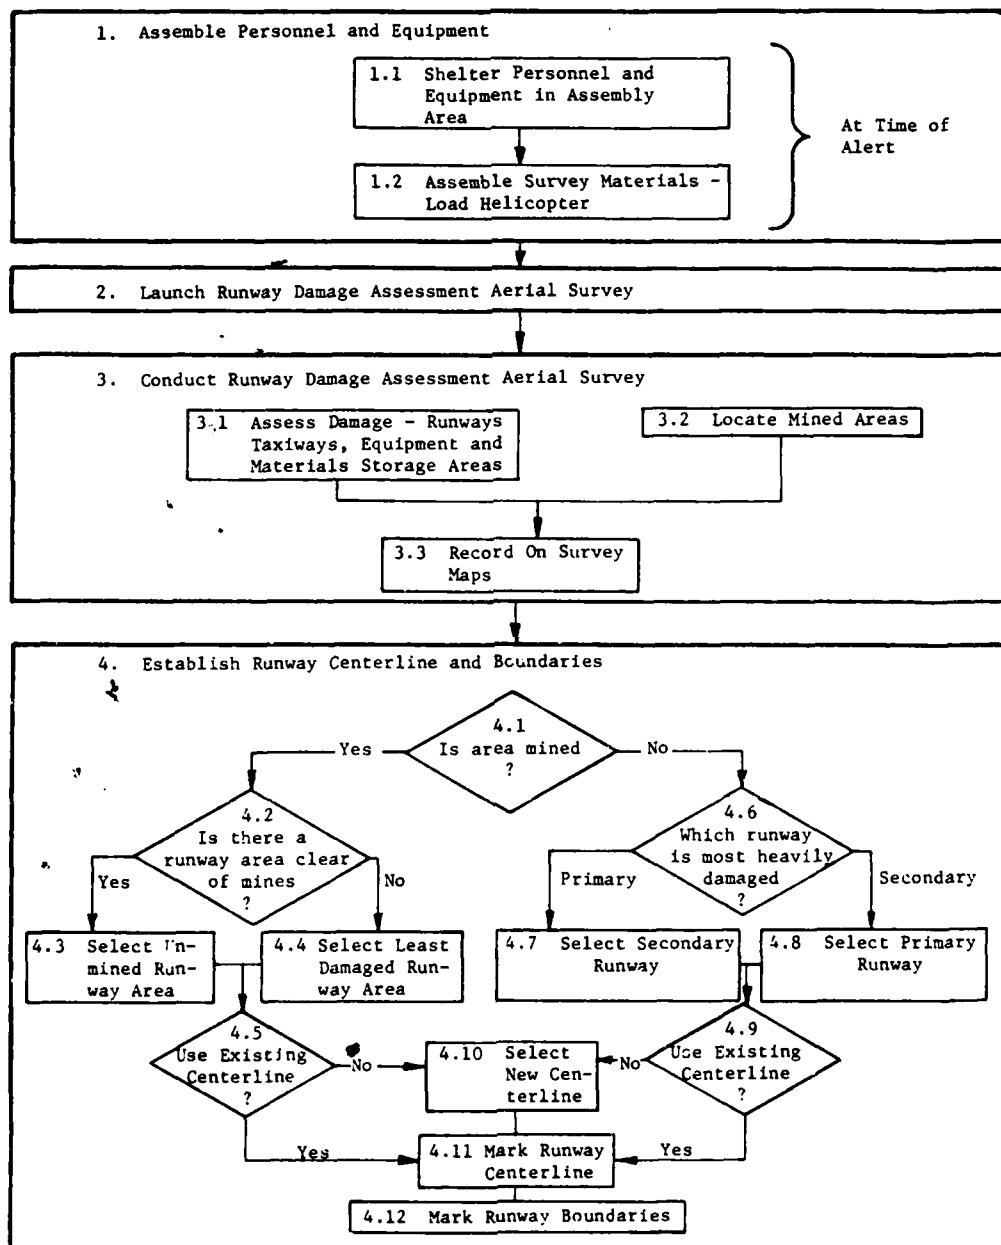 1. Assemble Personnel and Equipment
1.1 Shelter Personnel and
Equipment in Assembly
Area
At Time of
Alert
1.2 Assemble Survey Materials -
Load Helicopter
2. Launch Runway Damage Assessment Aerial Survey
3. Conduct Runway Damage Assessment Aerial Survey
3.1 Assess Damage - Runways
Taxiways, Equipment and
Materials Storage Areas
3.2 Locate Mined Areas
3.3 Record On Survey
Maps
4. Establish Runway Centerline and Boundaries
4.1
Is area mined
?
Yes
No
4.2
Is there a
runway area clear
of mines
?
Yes
No
4.6
Which runway
is most heavily
damaged
?
Primary
Secondary
4.3 Select Un-
mined Run-
way Area
4.4 Select Least
Damaged Run-
way Area
4.7 Select Secondary
Runway
4.8 Select Primary
Runway
4.5
Use Existing
Centerline
?
No
4.10 Select
New Cen-
terline
No
4.9
Use Existing
Centerline
?
Yes
4.11 Mark Runway
Centerline
Yes
4.12 Mark Runway Boundaries